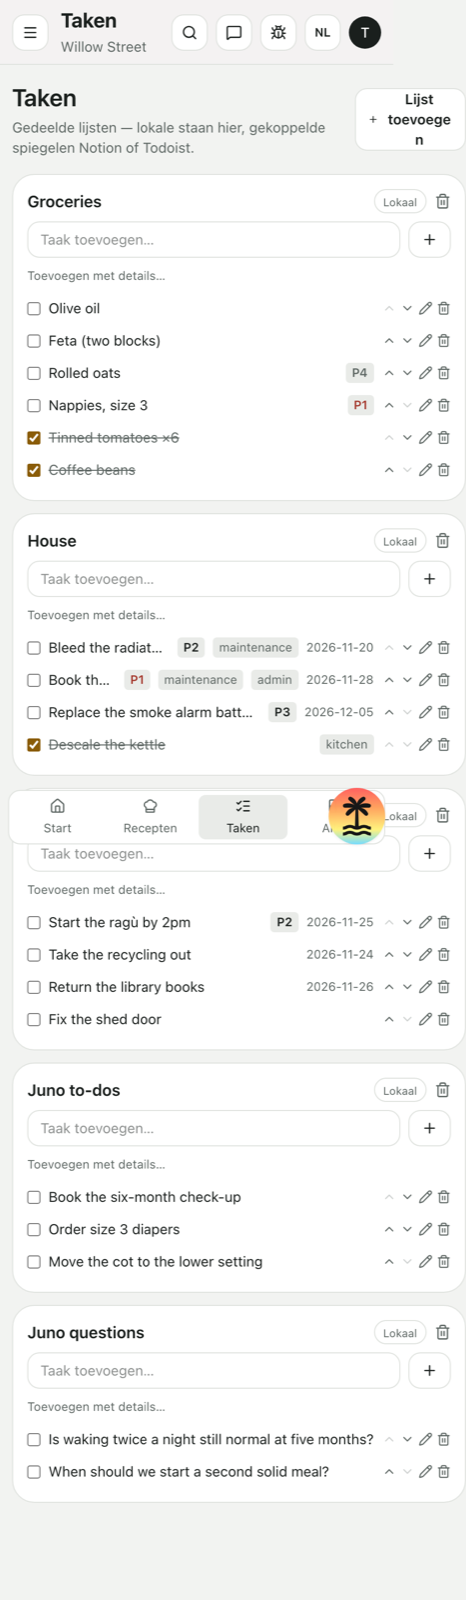 Taken
Willow Street
NL
T
Taken
Gedeelde lijsten — lokale staan hier, gekoppelde
spiegelen Notion of Todoist.
+ Lijst
toevoege
n
Groceries
Lokaal
Taak toevoegen...
+
Toevoegen met details...
Olive oil
Feta (two blocks)
Rolled oats P4
Nappies, size 3 P1
Tinned tomatoes ×6
Coffee beans
House
Lokaal
Taak toevoegen...
+
Toevoegen met details...
Bleed the radiat... P2 maintenance 2026-11-20
Book th... P1 maintenance admin 2026-11-28
Replace the smoke alarm batt... P3 2026-12-05
Descale the kettle kitchen
Lokaal
Start Recepten Taken
Taak toevoegen...
+
Toevoegen met details...
Start the ragù by 2pm P2 2026-11-25
Take the recycling out 2026-11-24
Return the library books 2026-11-26
Fix the shed door
Juno to-dos
Lokaal
Taak toevoegen...
+
Toevoegen met details...
Book the six-month check-up
Order size 3 diapers
Move the cot to the lower setting
Juno questions
Lokaal
Taak toevoegen...
+
Toevoegen met details...
Is waking twice a night still normal at five months?
When should we start a second solid meal?